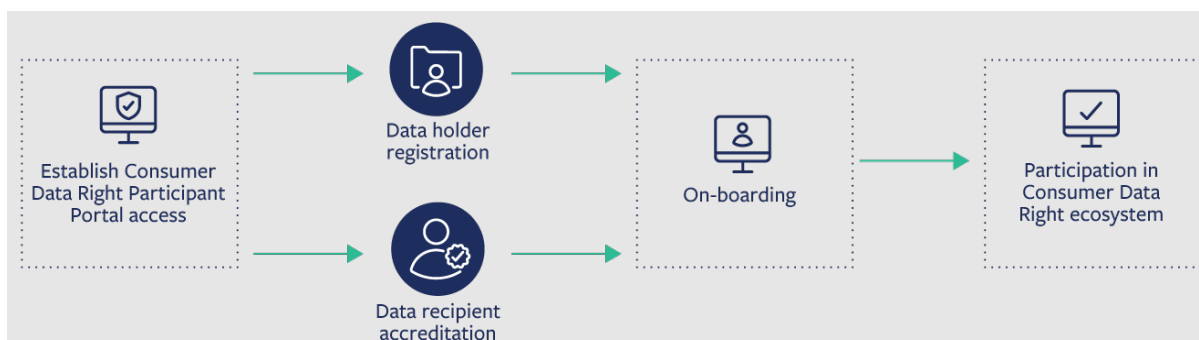 Establish Consumer
Data Right Participant
Portal access
Data holder
registration
Data recipient
accreditation
On-boarding
Participation in
Consumer Data
Right ecosystem